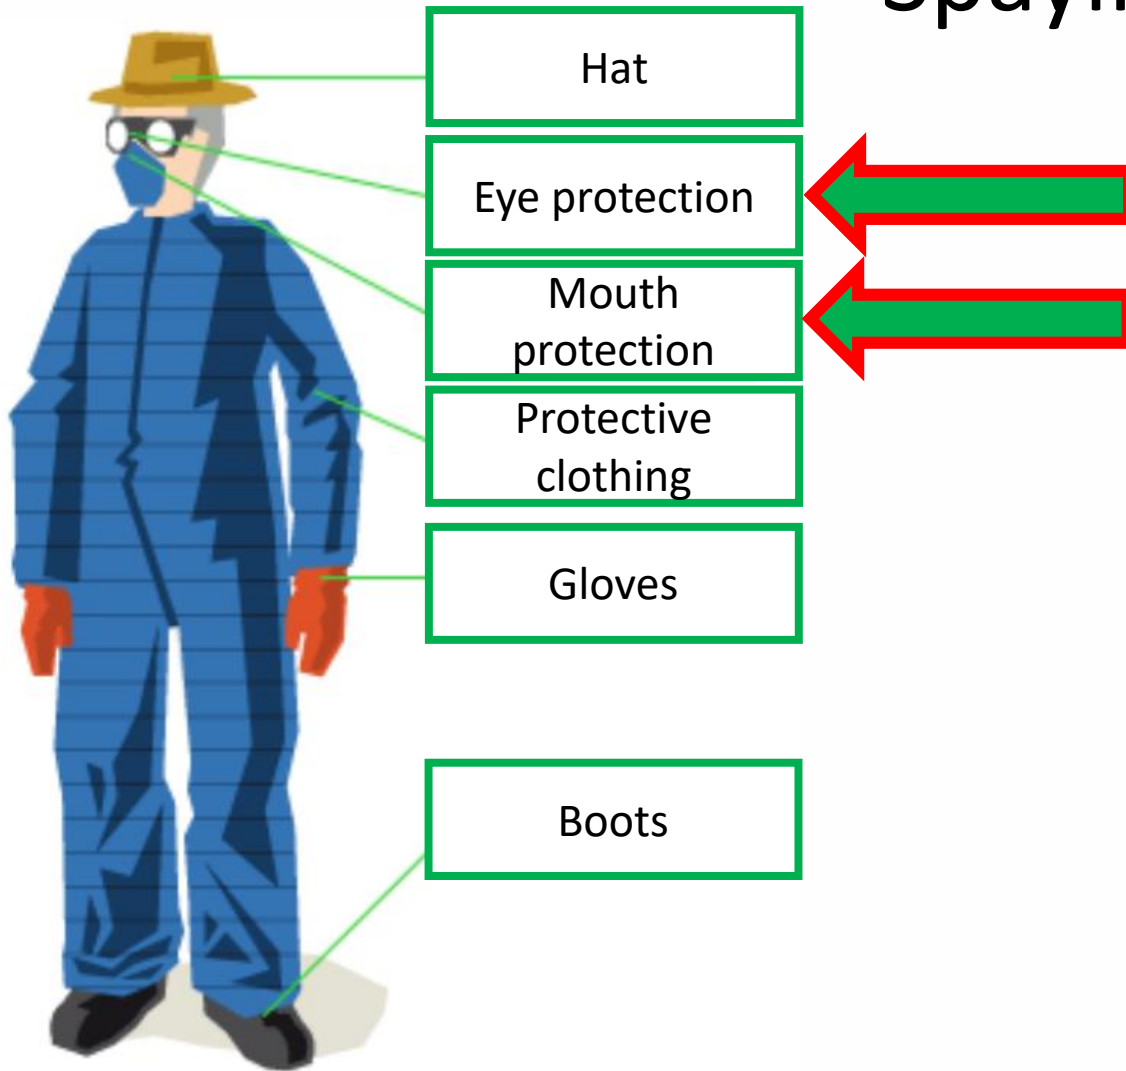 Hat
Eye protection
Mouth
protection
Protective
clothing
Gloves
Boots